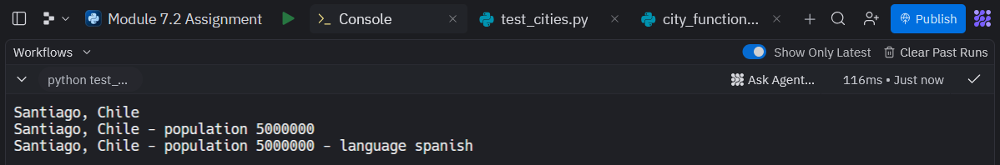 Module 7.2 Assignment Console test_cities.py city_function... Publish
Workflows Show Only Latest Clear Past Runs
python test_... Ask Agent... 116ms • Just now
Santiago, Chile
Santiago, Chile - population 5000000
Santiago, Chile - population 5000000 - language spanish